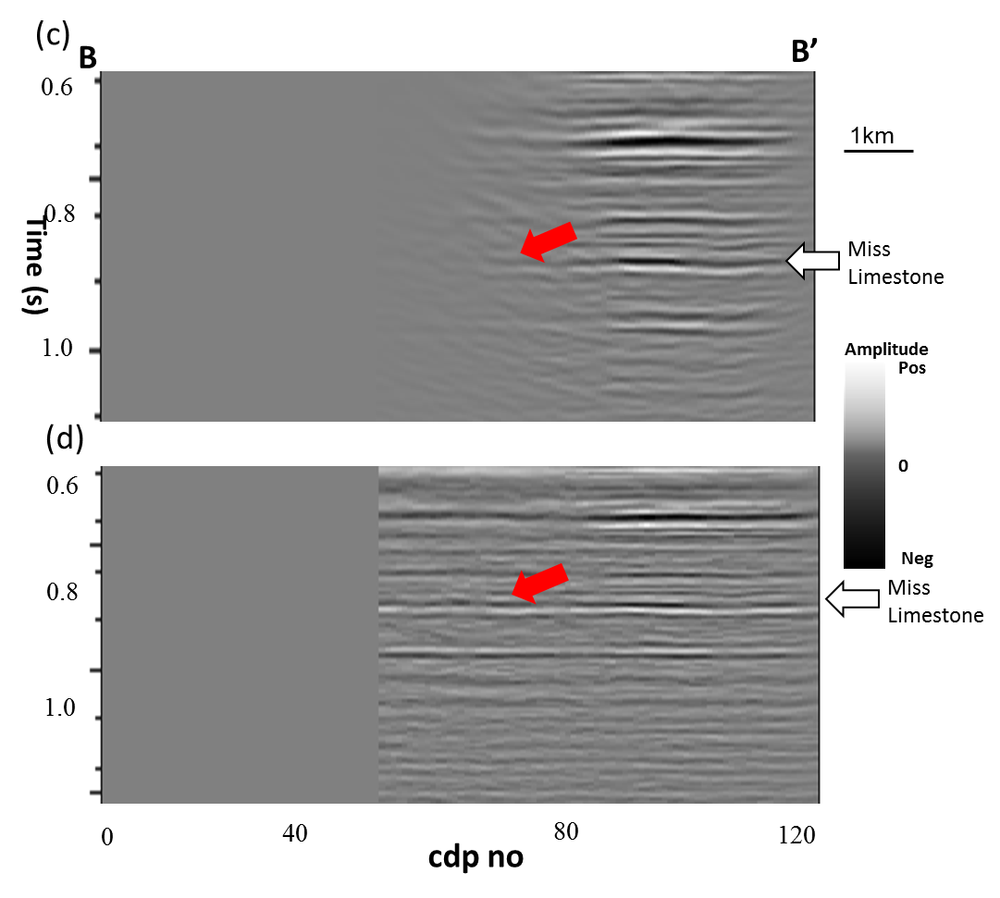 (c)
B
B’
0.6
0.8
1.0
Time (s)
1km
Miss
Limestone
Amplitude
Pos
0
Neg
(d)
0.6
0.8
1.0
Miss
Limestone
0
40
80
120
cdp no